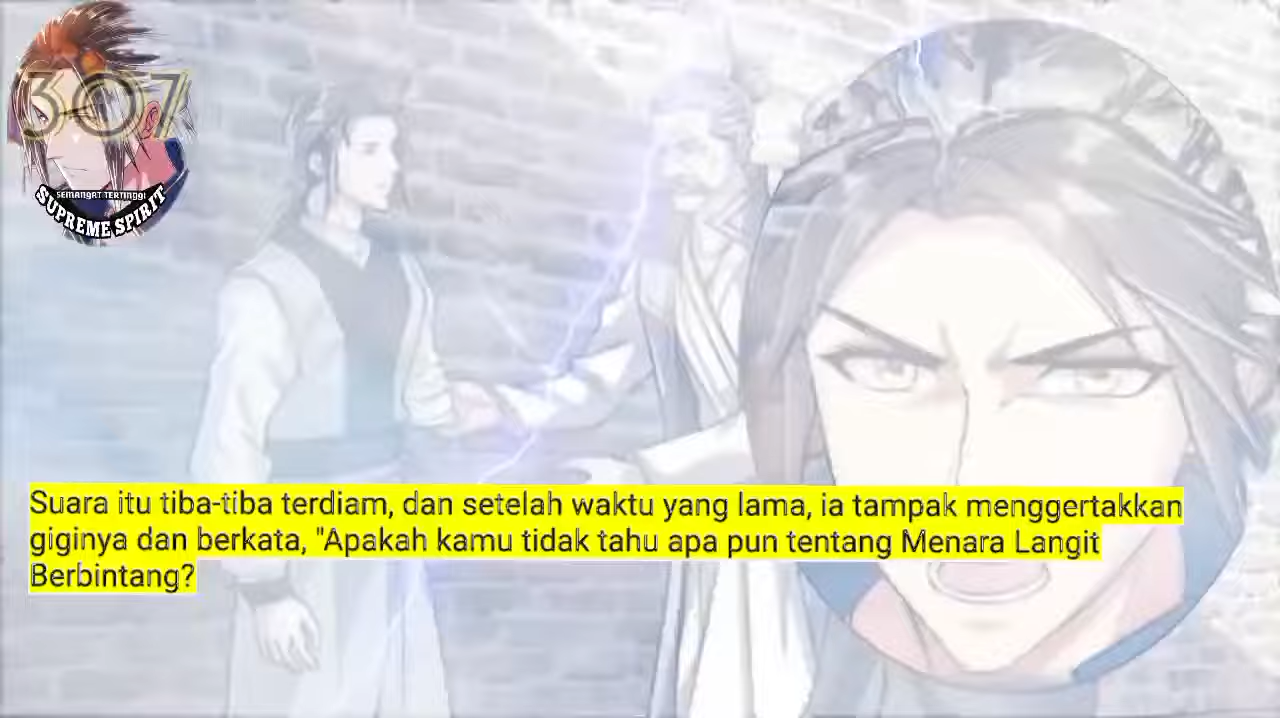 307
SEMANGAT TERTINGGI
SUPREME SPIRIT
Suara itu tiba-tiba terdiam, dan setelah waktu yang lama, ia tampak menggertakkan
giginya dan berkata, "Apakah kamu tidak tahu apa pun tentang Menara Langit
Berbintang?